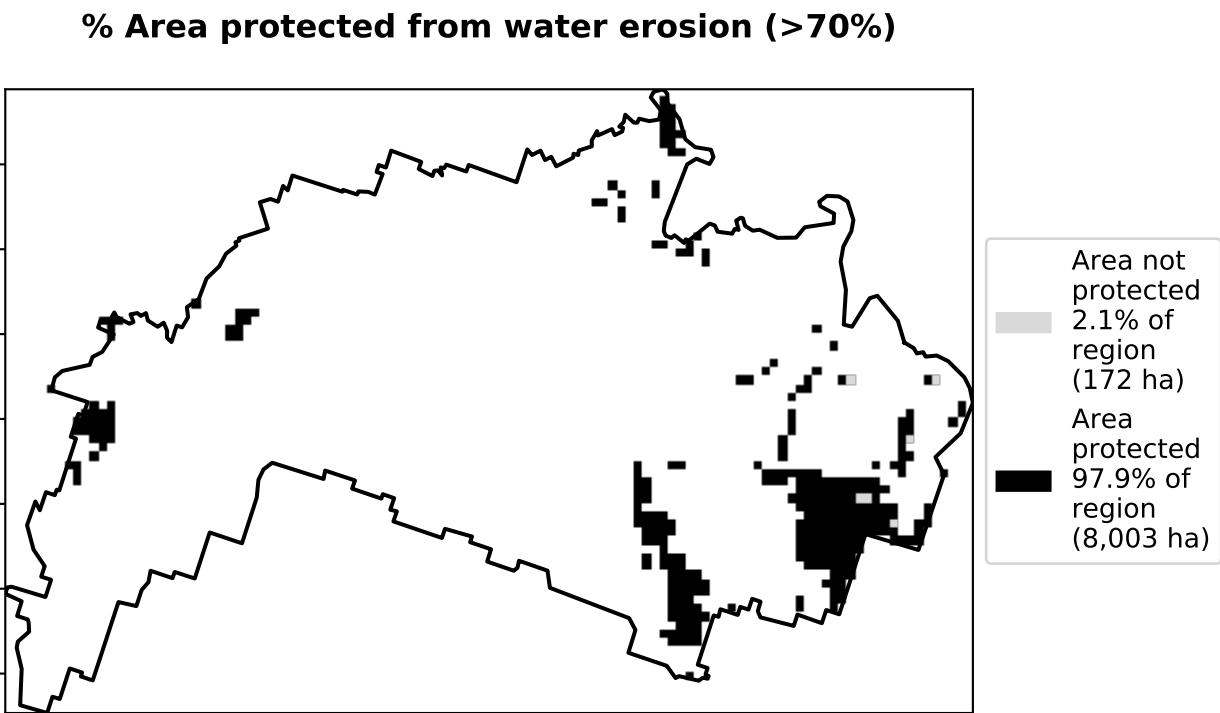 % Area protected from water erosion (>70%)
Area not
protected
2.1% of
region
(172 ha)
Area
protected
97.9% of
region
(8,003 ha)